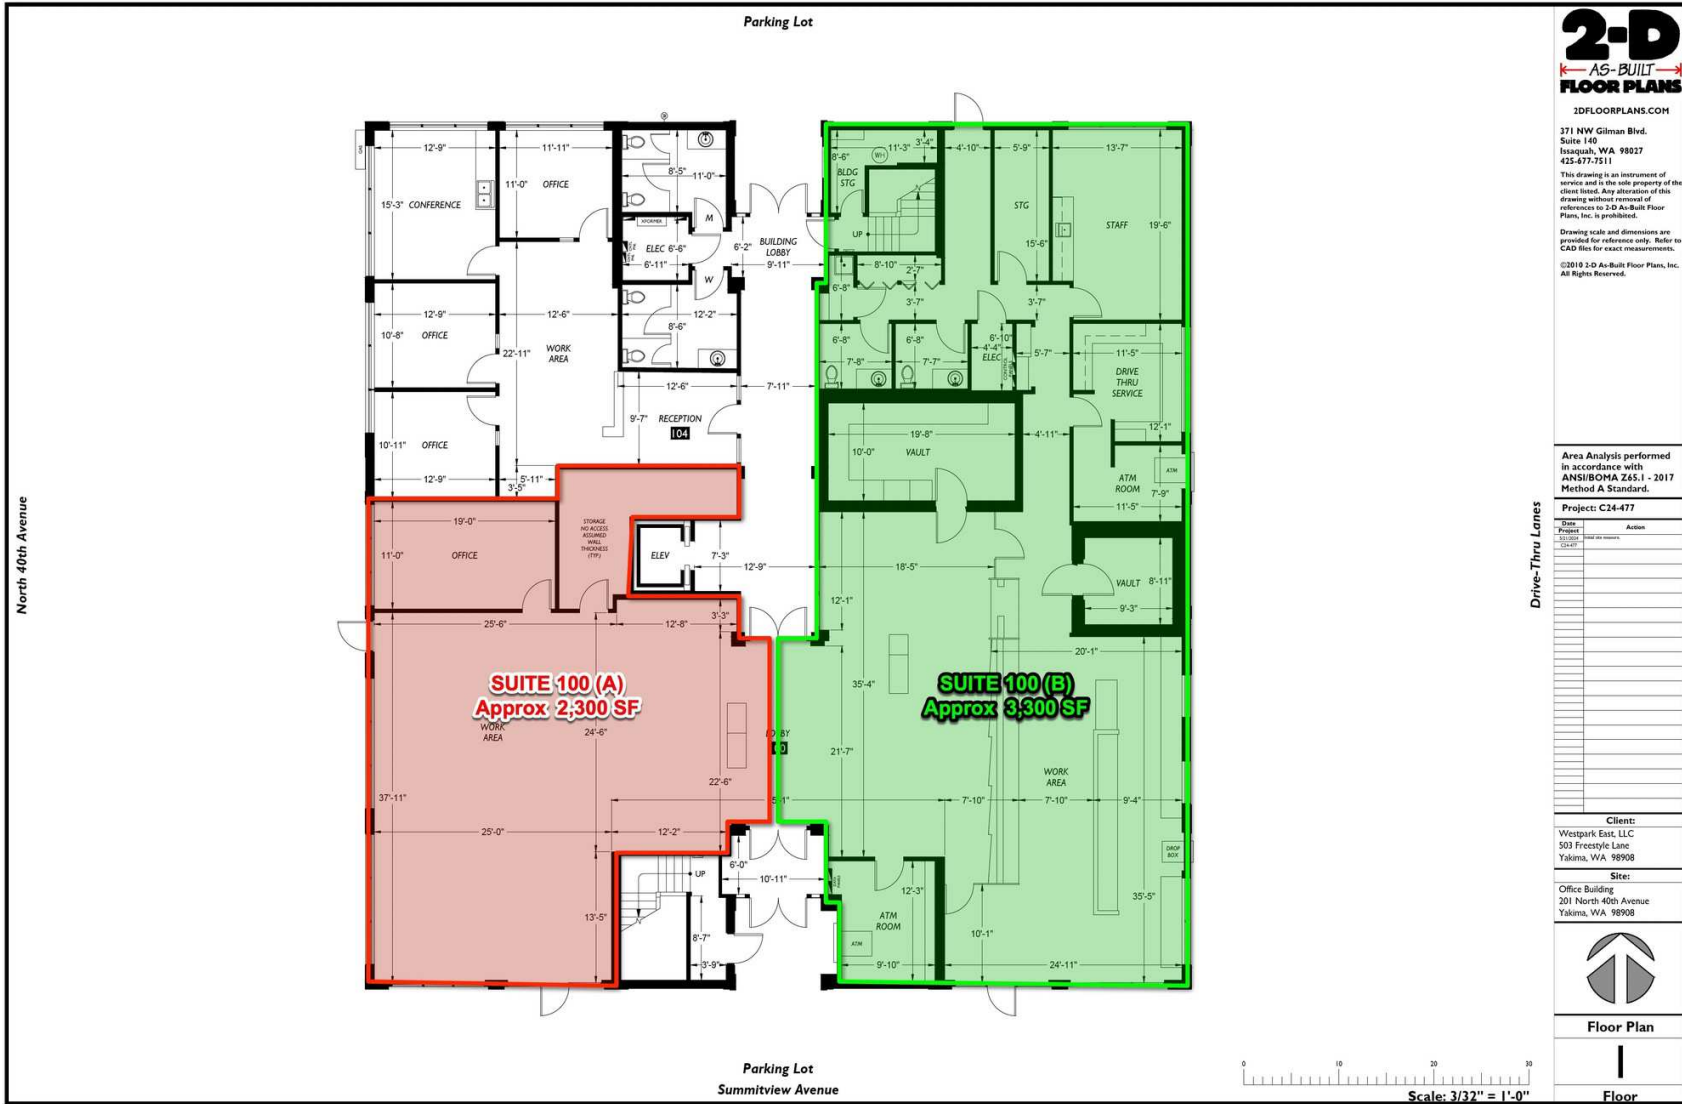 Parking Lot
12'-9"
11'-11"
11'-0"
OFFICE
15'-3"
CONFERENCE
8'-5"
11'-0"
M
XFORMER
ELEC
6'-6"
6'-11"
W
6'-2"
BUILDING
LOBBY
9'-11"
12'-9"
10'-8"
OFFICE
12'-6"
22'-11"
WORK
AREA
12'-2"
8'-6"
12'-6"
7'-11"
9'-7"
RECEPTION
104
10'-11"
OFFICE
12'-9"
5'-11"
3'-5"
19'-0"
11'-0"
OFFICE
STORAGE
NO ACCESS
ASSUMED
WALL
THICKNESS
(TYP)
ELEV
7'-3"
12'-9"
25'-6"
12'-8"
3'-3"
SUITE 100 (A)
Approx 2,300 SF
WORK
AREA
24'-6"
22'-6"
37'-11"
25'-0"
12'-2"
13'-5"
UP
6'-0"
10'-11"
8'-7"
3'-9"
8'-6"
11'-3"
3'-4"
WH
BLDG
STG
UP
4'-10"
5'-9"
STG
15'-6"
13'-7"
STAFF
19'-6"
8'-10"
2'-7"
6'-8"
3'-7"
3'-7"
6'-8"
7'-8"
6'-8"
7'-7"
6'-10"
4'-4"
ELEC
5'-7"
11'-5"
DRIVE
THRU
SERVICE
12'-1"
19'-8"
10'-0"
VAULT
4'-11"
ATM
ATM
ROOM
7'-9"
11'-5"
18'-5"
12'-1"
VAULT
8'-11"
9'-3"
20'-1"
35'-4"
SUITE 100 (B)
Approx 3,300 SF
21'-7"
WORK
AREA
7'-10"
7'-10"
9'-4"
DROP
BOX
12'-3"
ATM
ROOM
ATM
9'-10"
10'-1"
35'-5"
24'-11"
North 40th Avenue
Drive-Thru Lanes
Parking Lot
Summitview Avenue
0 10 20 30
Scale: 3/32" = 1'-0"
2-D
AS-BUILT
FLOOR PLANS
2DFLOORPLANS.COM
371 NW Gilman Blvd.
Suite 140
Issaquah, WA 98027
425-677-7511
This drawing is an instrument of
service and is the sole property of the
client listed. Any alteration of this
drawing without removal of
references to 2-D As-Built Floor
Plans, Inc. is prohibited.
Drawing scale and dimensions are
provided for reference only. Refer to
CAD files for exact measurements.
©2010 2-D As-Built Floor Plans, Inc.
All Rights Reserved.
Area Analysis performed
in accordance with
ANSI/BOMA Z65.1 - 2017
Method A Standard.
Project: C24-477
Date
Project
Action
C24-477
Client:
Westpark East, LLC
503 Freestyle Lane
Yakima, WA 98908
Site:
Office Building
201 North 40th Avenue
Yakima, WA 98908
Floor Plan
1
Floor